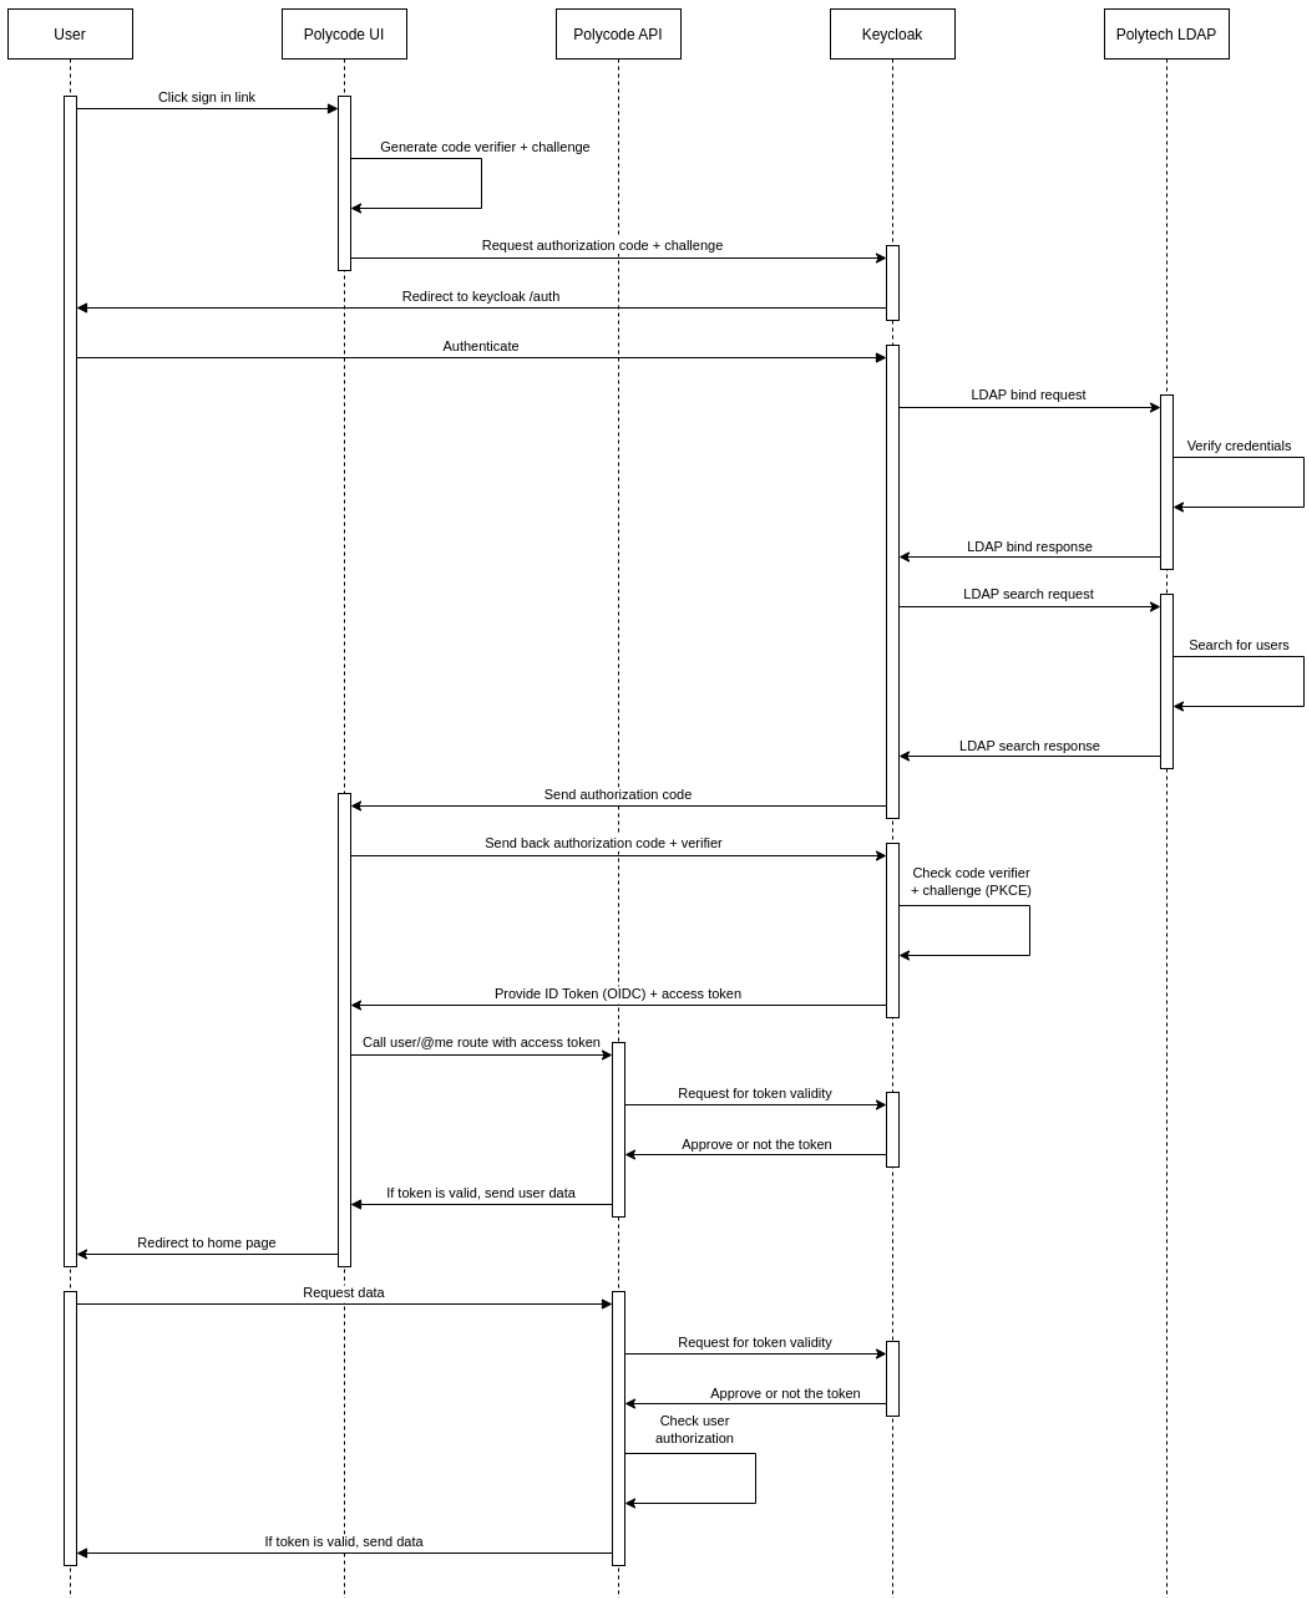 User
Polycode UI
Polycode API
Keycloak
Polytech LDAP
Click sign in link
Generate code verifier + challenge
Request authorization code + challenge
Redirect to keycloak /auth
Authenticate
LDAP bind request
Verify credentials
LDAP bind response
LDAP search request
Search for users
LDAP search response
Send authorization code
Send back authorization code + verifier
Check code verifier
+ challenge (PKCE)
Provide ID Token (OIDC) + access token
Call user/@me route with access token
Request for token validity
Approve or not the token
If token is valid, send user data
Redirect to home page
Request data
Request for token validity
Approve or not the token
Check user
authorization
If token is valid, send data